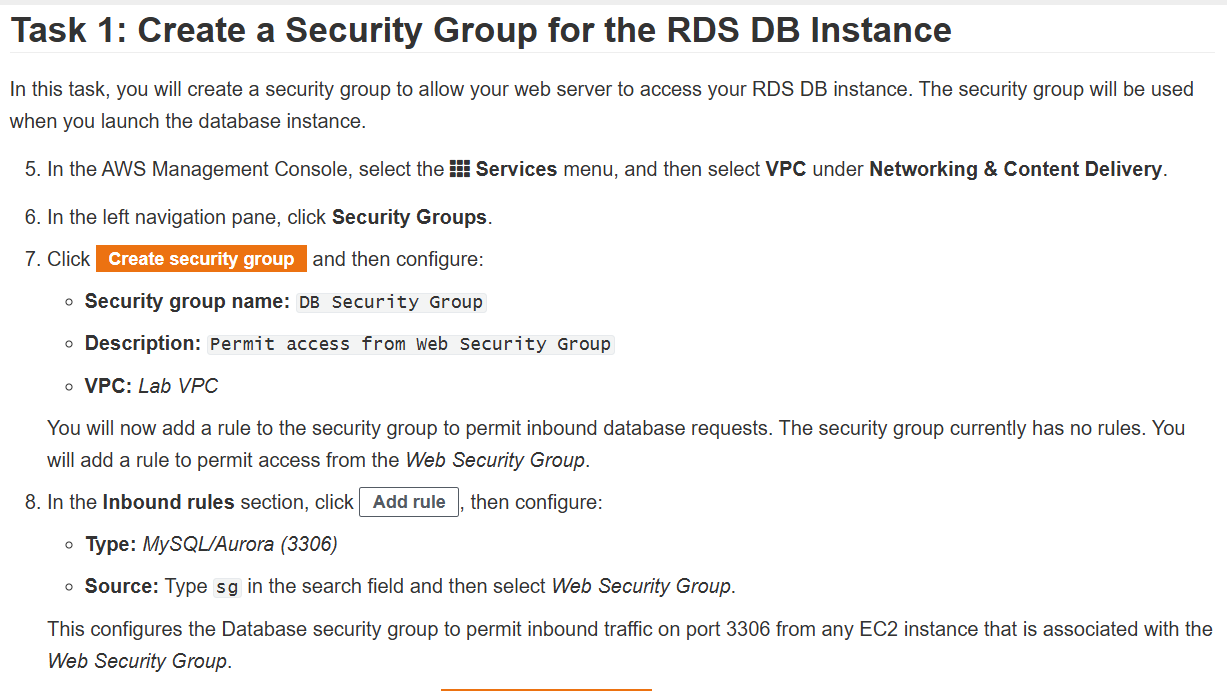 Task 1: Create a Security Group for the RDS DB Instance
In this task, you will create a security group to allow your web server to access your RDS DB instance. The security group will be used
when you launch the database instance.
5. In the AWS Management Console, select the Services menu, and then select VPC under Networking & Content Delivery.
6. In the left navigation pane, click Security Groups.
7. Click Create security group and then configure:
Security group name: DB Security Group
Description: Permit access from Web Security Group
VPC: Lab VPC
You will now add a rule to the security group to permit inbound database requests. The security group currently has no rules. You
will add a rule to permit access from the Web Security Group.
8. In the Inbound rules section, click Add rule, then configure:
Type: MySQL/Aurora (3306)
Source: Type sg in the search field and then select Web Security Group.
This configures the Database security group to permit inbound traffic on port 3306 from any EC2 instance that is associated with the
Web Security Group.